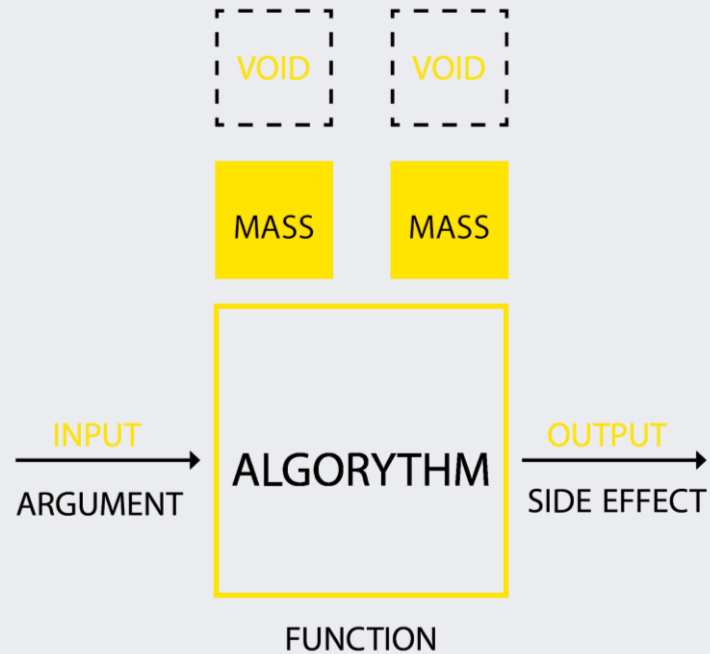 VOID VOID
MASS MASS
INPUT OUTPUT
ALGORYTHM
ARGUMENT SIDE EFFECT
FUNCTION